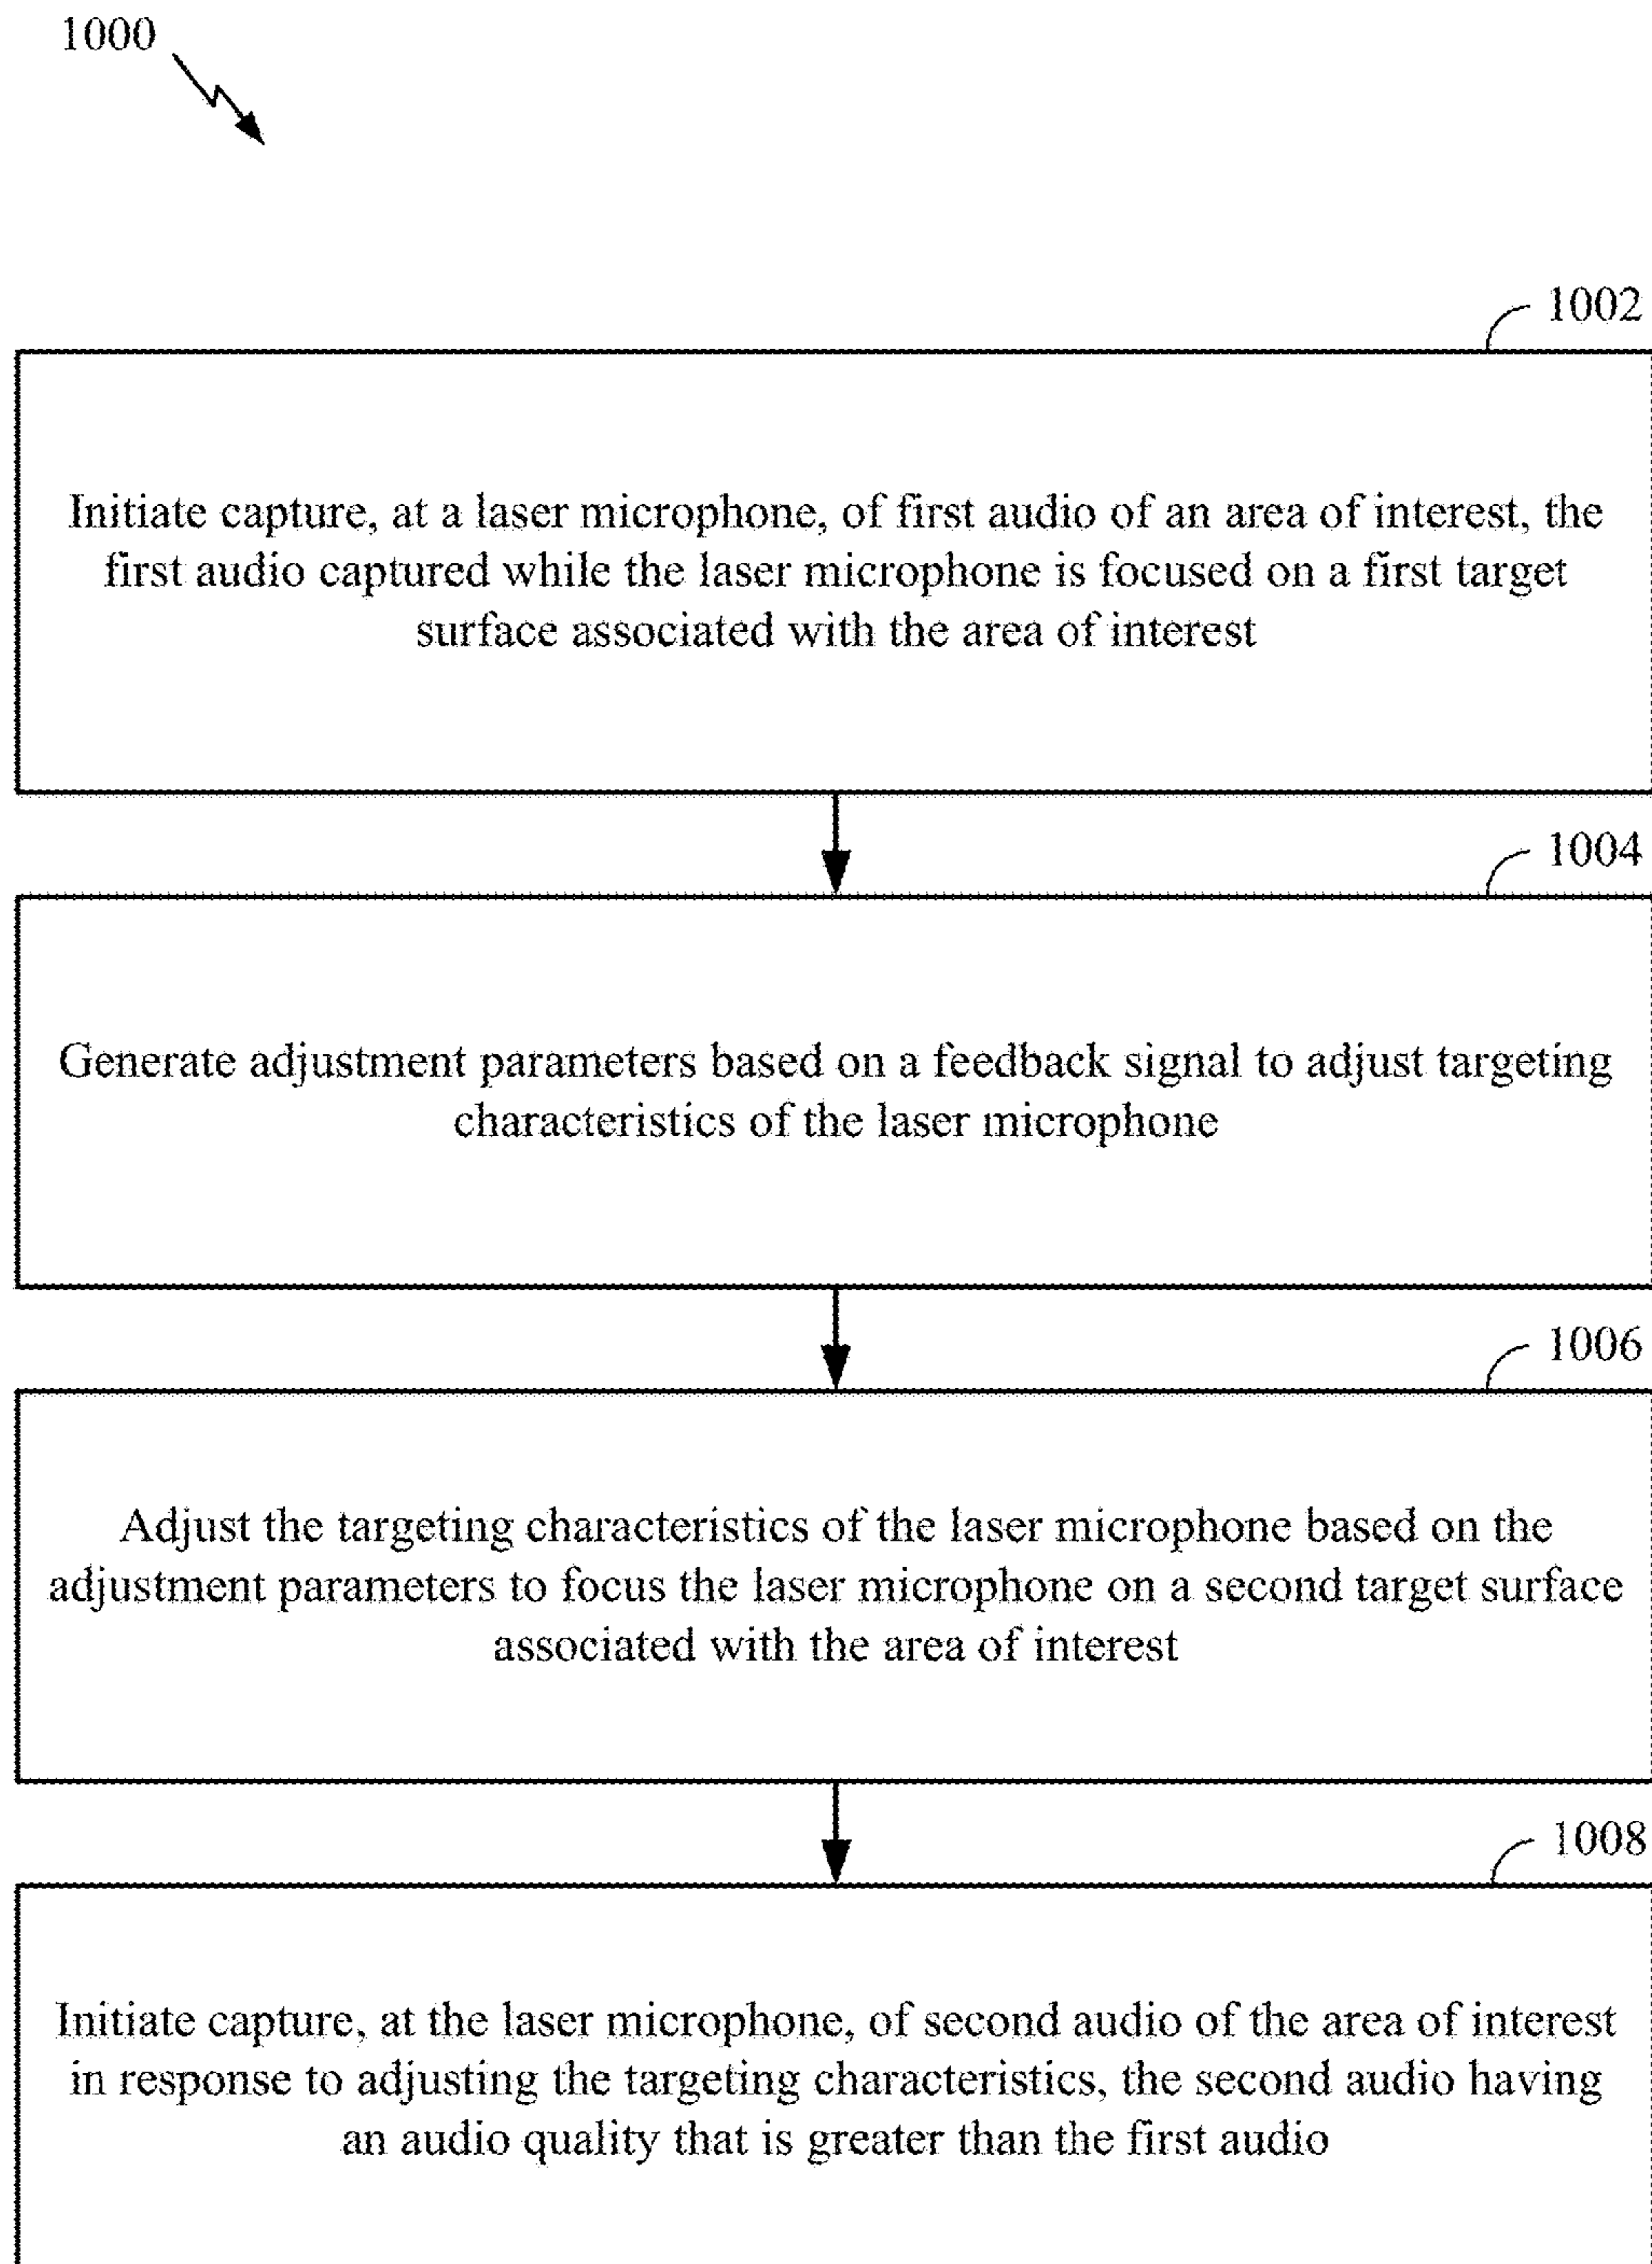 1000
1002
Initiate capture, at a laser microphone, of first audio of an area of interest, the
first audio captured while the laser microphone is focused on a first target
surface associated with the area of interest
1004
Generate adjustment parameters based on a feedback signal to adjust targeting
characteristics of the laser microphone
1006
Adjust the targeting characteristics of the laser microphone based on the
adjustment parameters to focus the laser microphone on a second target surface
associated with the area of interest
1008
Initiate capture, at the laser microphone, of second audio of the area of interest
in response to adjusting the targeting characteristics, the second audio having
an audio quality that is greater than the first audio